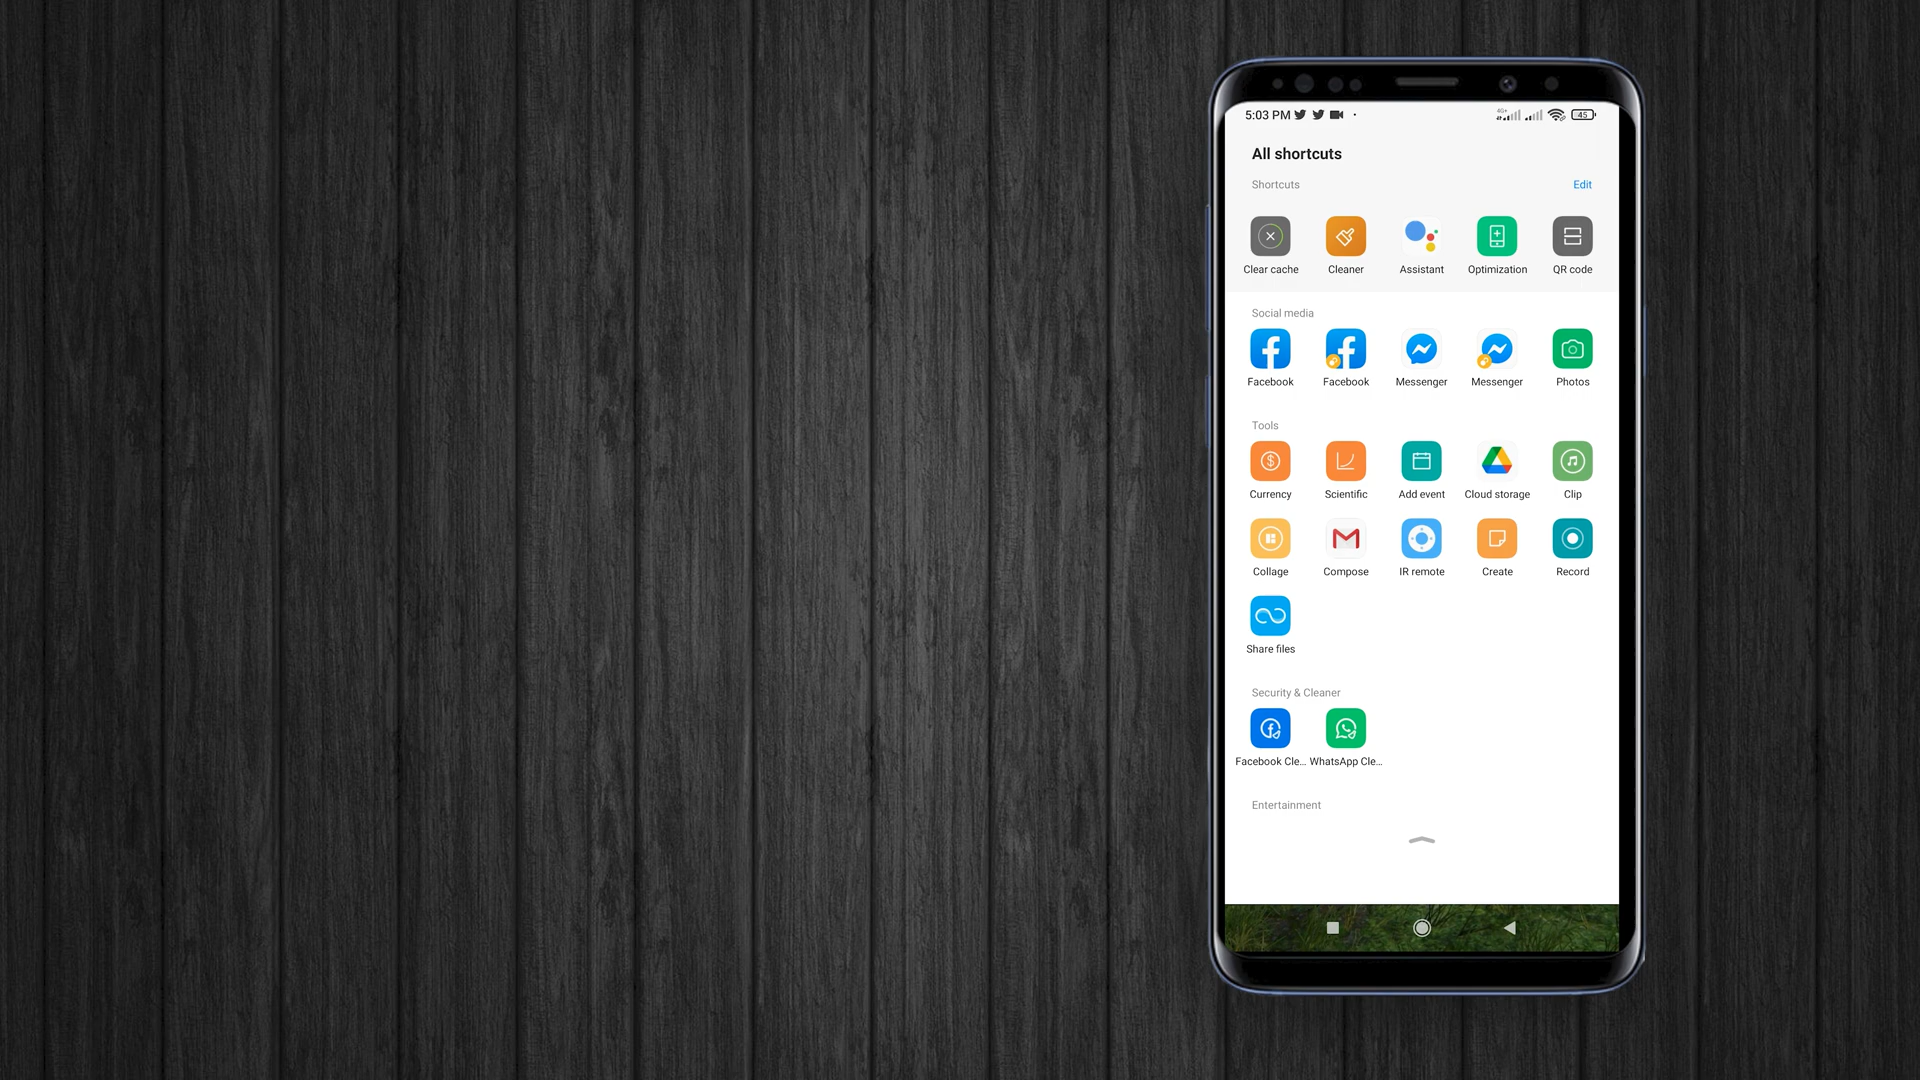 5:03 PM 4G+ 45
All shortcuts
Shortcuts Edit
Clear cache Cleaner Assistant Optimization QR code
Social media
Facebook Facebook Messenger Messenger Photos
Tools
Currency Scientific Add event Cloud storage Clip
Collage Compose IR remote Create Record
Share files
Security & Cleaner
Facebook Cle... WhatsApp Cle...
Entertainment